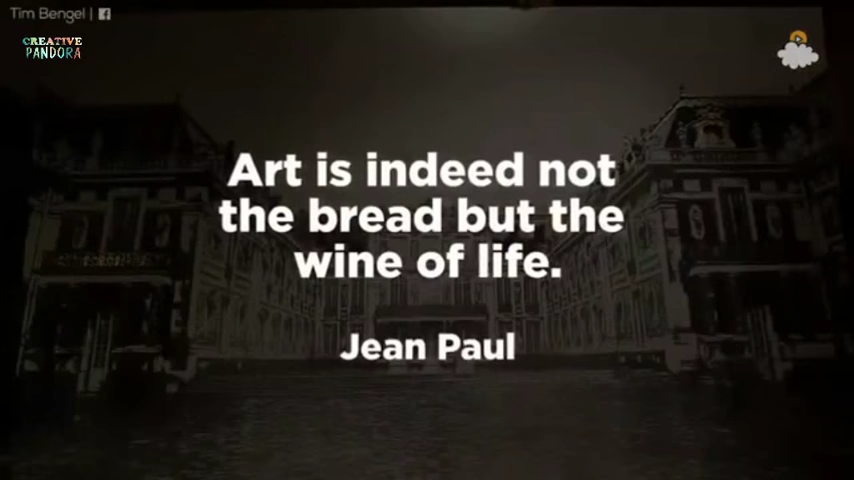 Tim Bengel |
CREATIVE
PANDORA
Art is indeed not
the bread but the
wine of life.
Jean Paul